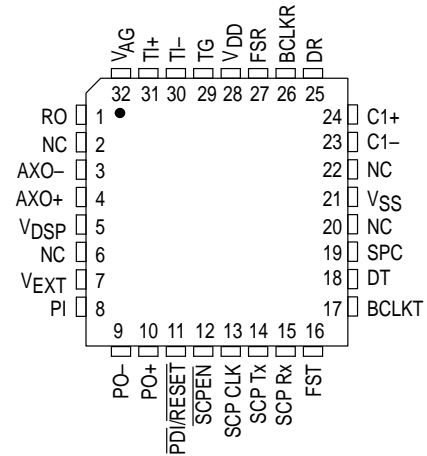 VAG
TI+
TI–
TG
VDD
FSR
BCLKR
DR
32 31 30 29 28 27 26 25
RO 1
NC 2
AXO– 3
AXO+ 4
VDSP 5
NC 6
VEXT 7
PI 8
24 C1+
23 C1–
22 NC
21 VSS
20 NC
19 SPC
18 DT
17 BCLKT
9 10 11 12 13 14 15 16
PO–
PO+
PDI/RESET
SCPEN
SCP CLK
SCP Tx
SCP Rx
FST